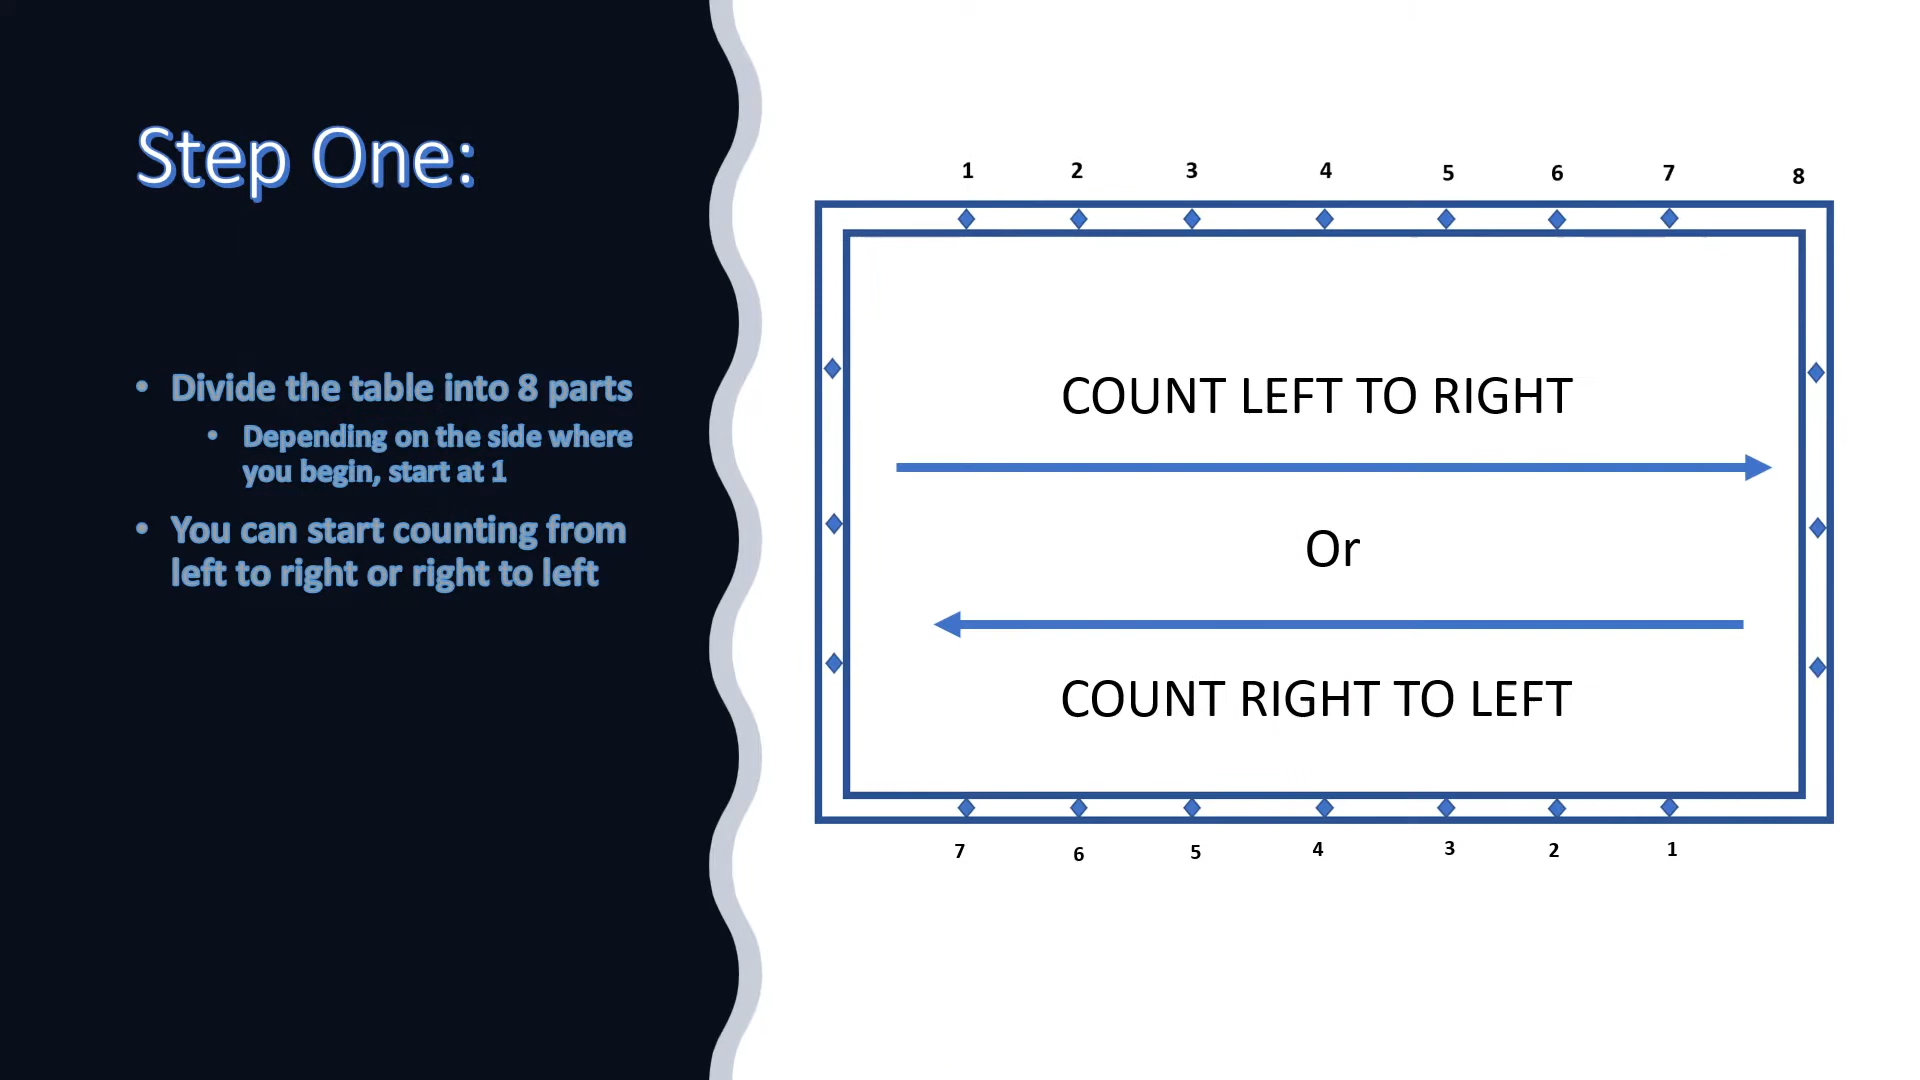 Step One:
• Divide the table into 8 parts
• Depending on the side where
you begin, start at 1
• You can start counting from
left to right or right to left
1 2 3 4 5 6 7 8
COUNT LEFT TO RIGHT
Or
COUNT RIGHT TO LEFT
7 6 5 4 3 2 1